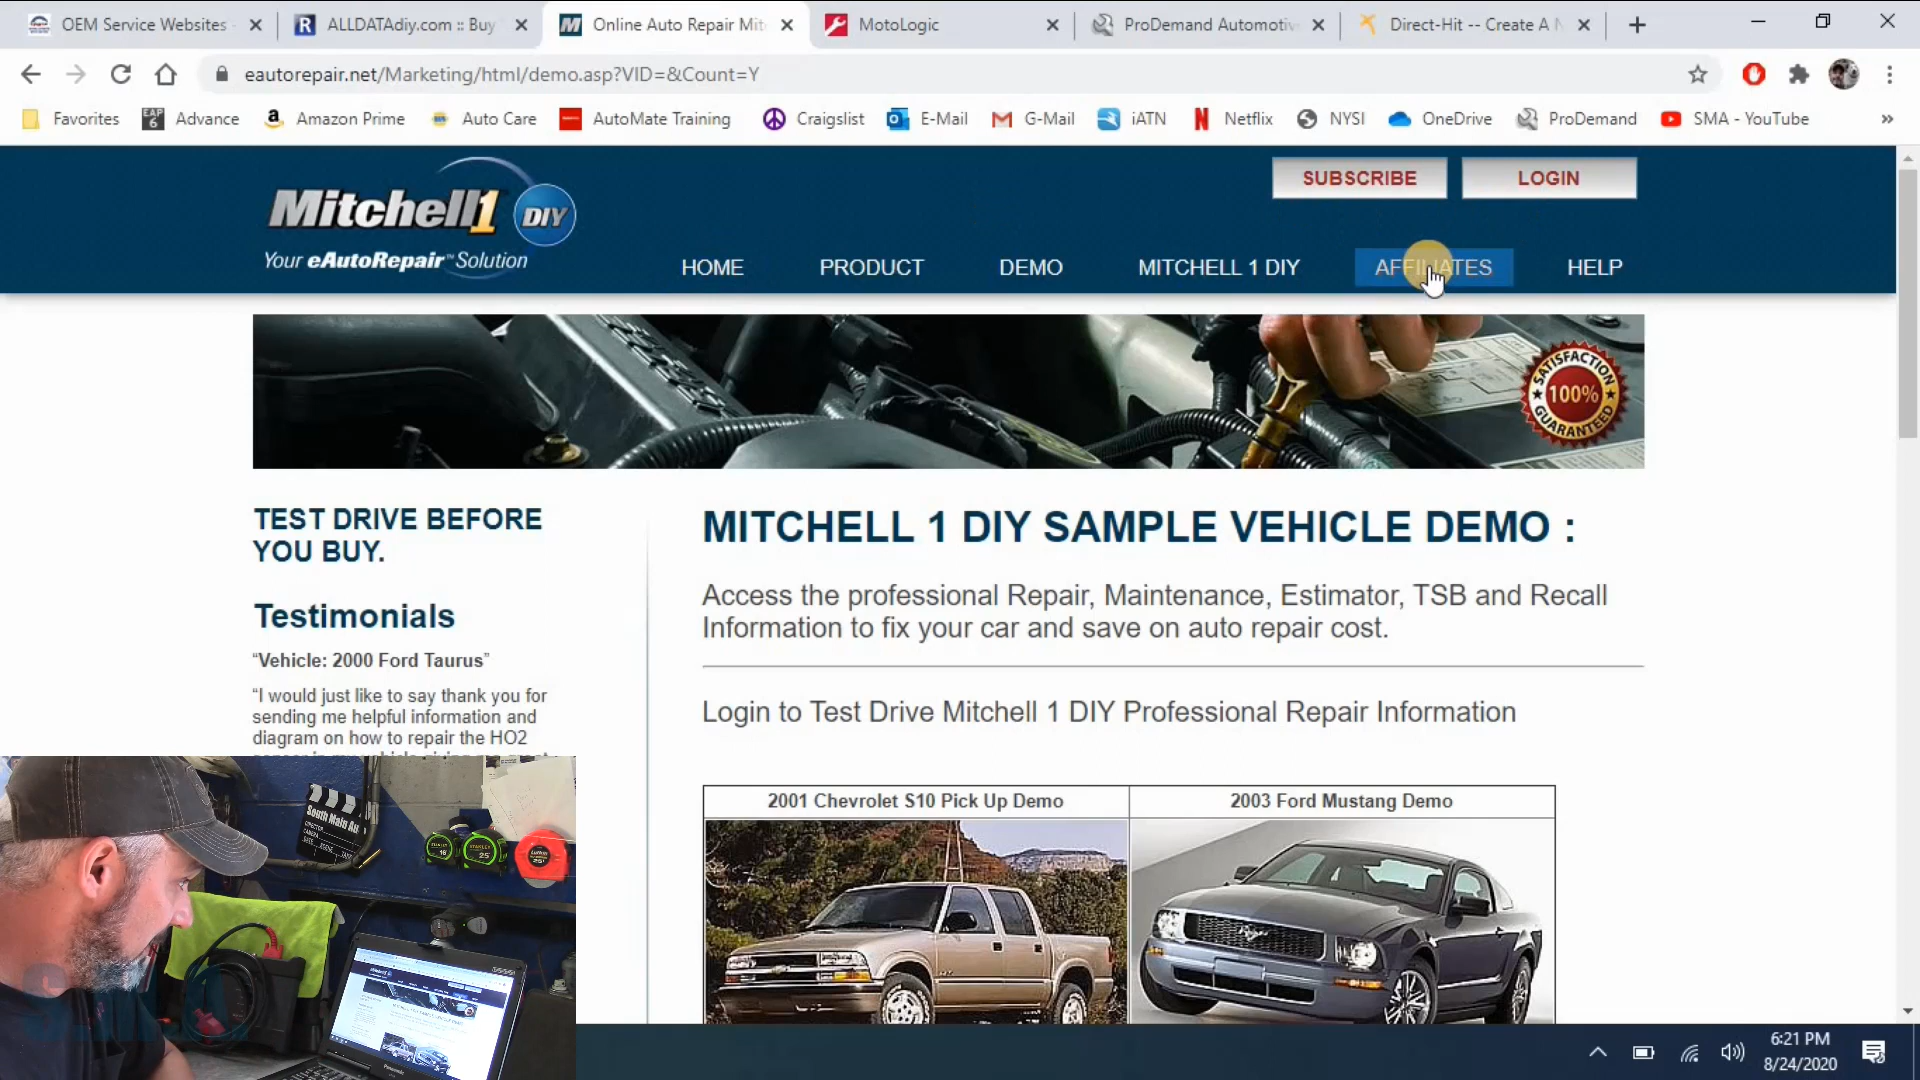 OEM Service Websites -
ALLDATAdiy.com :: Buy
Online Auto Repair Mit
MotoLogic
ProDemand Automotiv
Direct-Hit -- Create A N
eautorepair.net/Marketing/html/demo.asp?VID=&Count=Y
Favorites
Advance
Amazon Prime
Auto Care
AutoMate Training
Craigslist
E-Mail
G-Mail
iATN
Netflix
NYSI
OneDrive
ProDemand
SMA - YouTube
»
Mitchell1 DIY
Your eAutoRepair™ Solution
SUBSCRIBE
LOGIN
HOME
PRODUCT
DEMO
MITCHELL 1 DIY
AFFILIATES
HELP
SATISFACTION
100%
GUARANTEED
TEST DRIVE BEFORE
YOU BUY.
Testimonials
“Vehicle: 2000 Ford Taurus”
“I would just like to say thank you for
sending me helpful information and
diagram on how to repair the HO2
MITCHELL 1 DIY SAMPLE VEHICLE DEMO :
Access the professional Repair, Maintenance, Estimator, TSB and Recall
Information to fix your car and save on auto repair cost.
Login to Test Drive Mitchell 1 DIY Professional Repair Information
2001 Chevrolet S10 Pick Up Demo
2003 Ford Mustang Demo
South Main Au
Panasonic
6:21 PM
8/24/2020